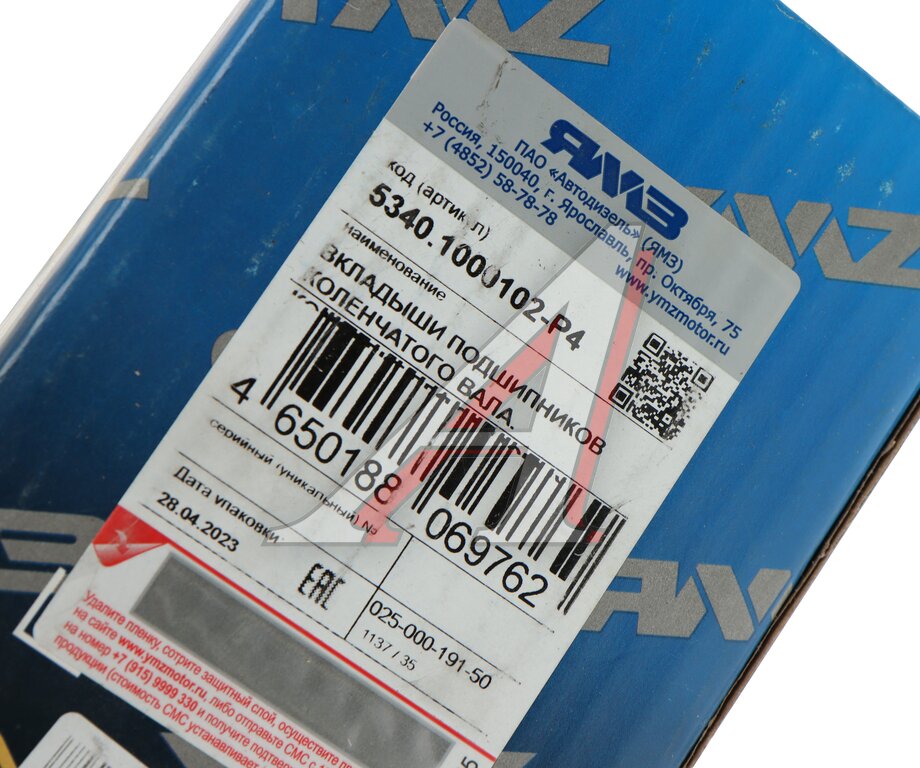 ЯМЗ
ПАО «Автодизель» (ЯМЗ)
Россия, 150040, г. Ярославль, пр. Октября, 75
+7 (4852) 58-78-78
www.ymzmotor.ru
код (артикул)
5340.1000102-Р4
наименование
ВКЛАДЫШИ ПОДШИПНИКОВ
КОЛЕНЧАТОГО ВАЛА.
4 650188 069762
серийный (уникальный) №
Дата упаковки
28.04.2023
EAC
025-000-191-50
1137 / 35
Удалите пленку, сотрите защитный слой, осуществите
на сайте www.ymzmotor.ru, либо отправьте СМС
на номер +7 (915) 9999 330 и получите
продукции (стоимость СМС устанавливает